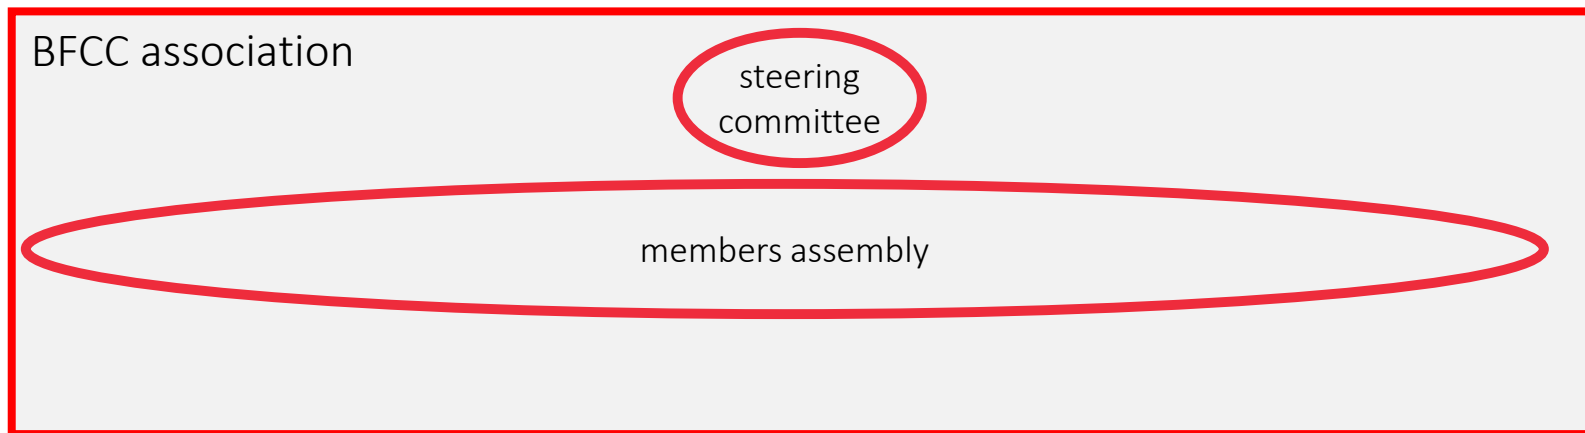 BFCC association
steering
committee
members assembly